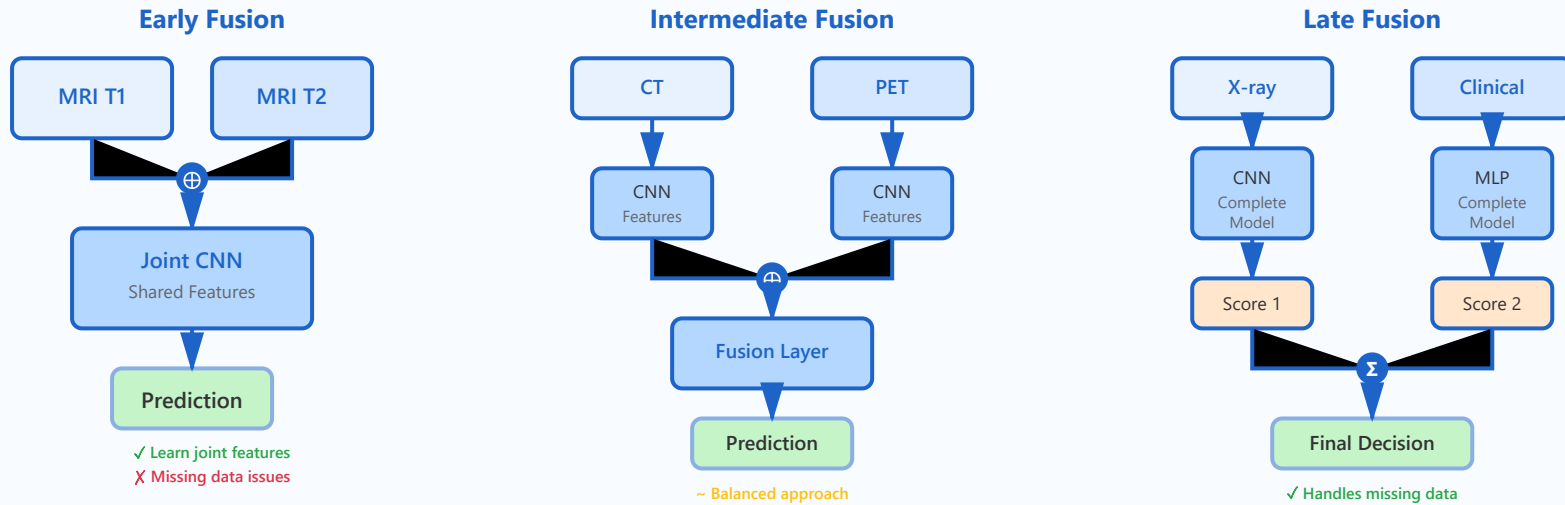 Early Fusion
MRI T1
MRI T2
⊕
Joint CNN
Shared Features
Prediction
✓ Learn joint features
✗ Missing data issues
Intermediate Fusion
CT
PET
CNN
Features
CNN
Features
⊕
Fusion Layer
Prediction
~ Balanced approach
Late Fusion
X-ray
Clinical
CNN
Complete
Model
MLP
Complete
Model
Score 1
Score 2
Σ
Final Decision
✓ Handles missing data